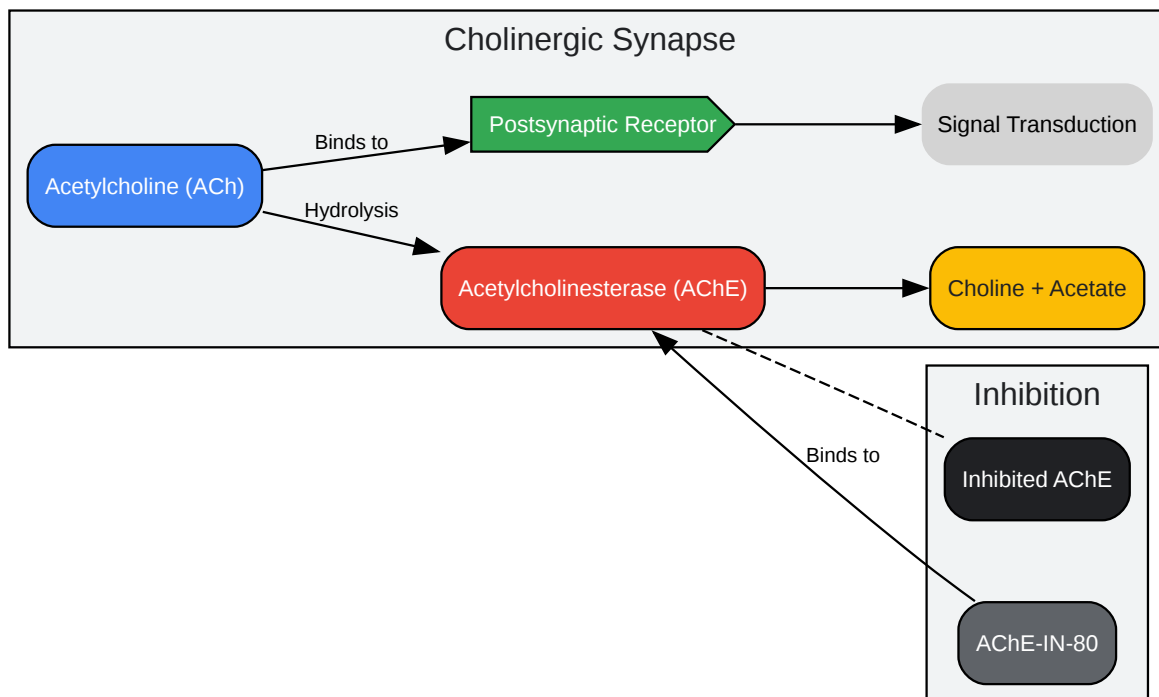 Cholinergic Synapse
Binds to
Postsynaptic Receptor
Signal Transduction
Acetylcholine (ACh)
Hydrolysis
Acetylcholinesterase (AChE)
Choline + Acetate
Inhibition
Binds to
Inhibited AChE
AChE-IN-80